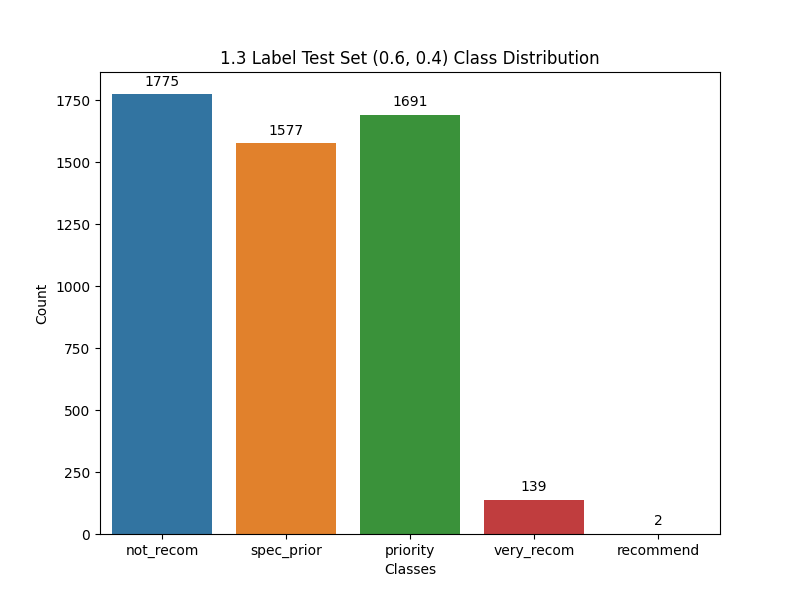 1.3 Label Test Set (0.6, 0.4) Class Distribution
1775
1577
1691
139
2
Count
1750
1500
1250
1000
750
500
250
0
not_recom
spec_prior
priority
very_recom
recommend
Classes